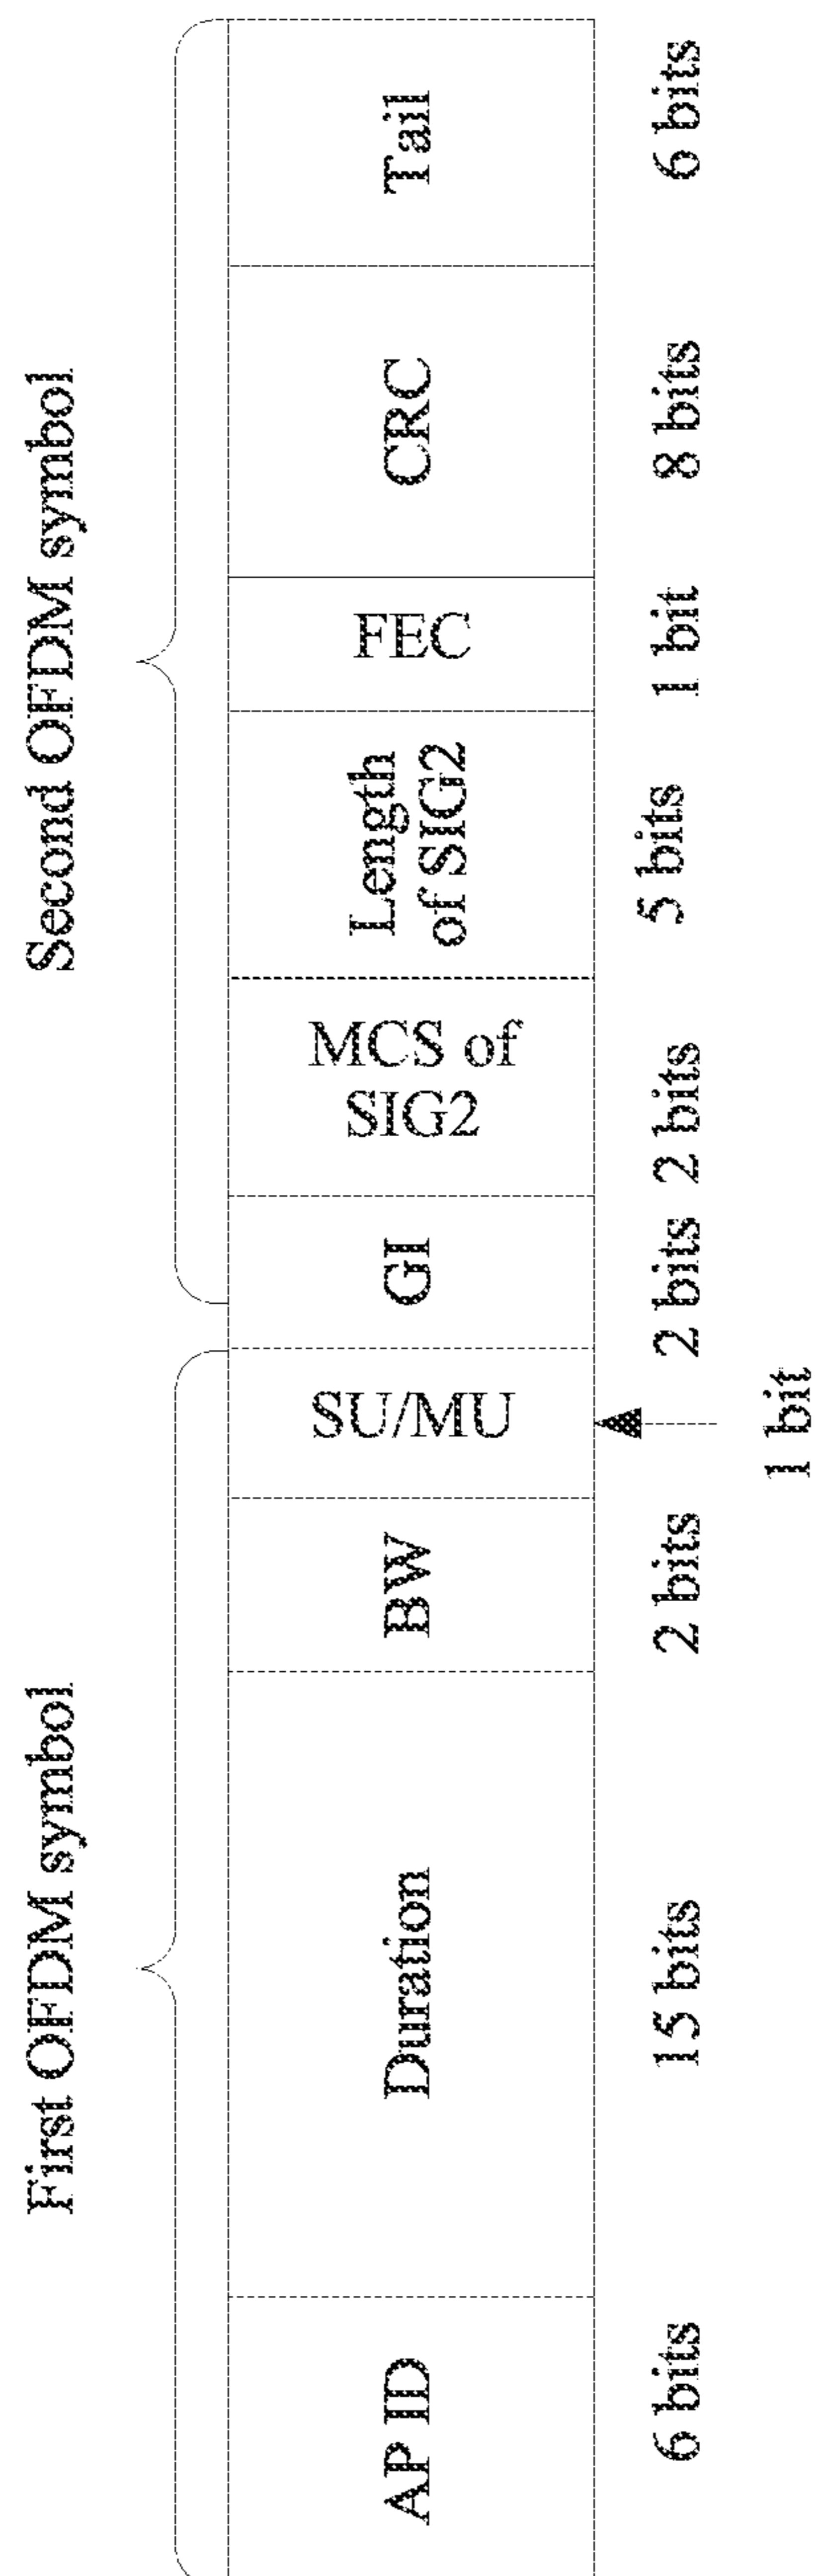 First OFDM symbol
Second OFDM symbol
AP ID
Duration
BW
SU/MU
GI
MCS of
SIG2
Length
of SIG2
FEC
CRC
Tail
6 bits
15 bits
2 bits
1 bit
2 bits
2 bits
5 bits
1 bit
8 bits
6 bits